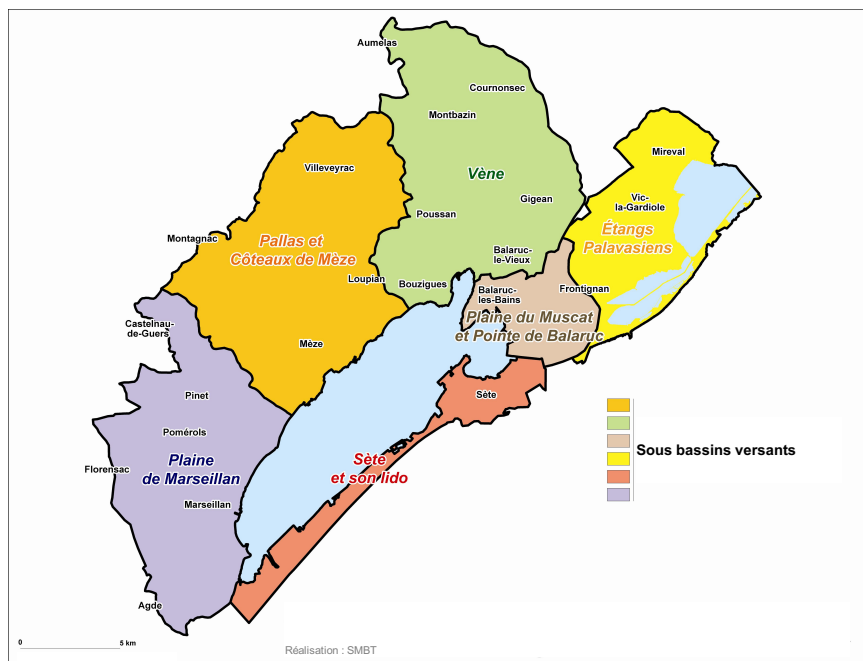 Aumelas
Cournonsec
Montbazin
Mireval
Villeveyrac
Vène
Gigean
Vic-
la-Gardiole
Poussan
Étangs
Palavasiens
Montagnac
Pallas et
Côteaux de Mèze
Balaruc-
le-Vieux
Loupian
Bouzigues
Balaruc-
les-Bains
Frontignan
Plaine du Muscat
et Pointe de Balaruc
Castelnau-
de-Guers
Mèze
Pinet
Sète
Pomérols
Sous bassins versants
Florensac
Plaine
de Marseillan
Sète
et son lido
Marseillan
Agde
0 5 km
Réalisation : SMBT